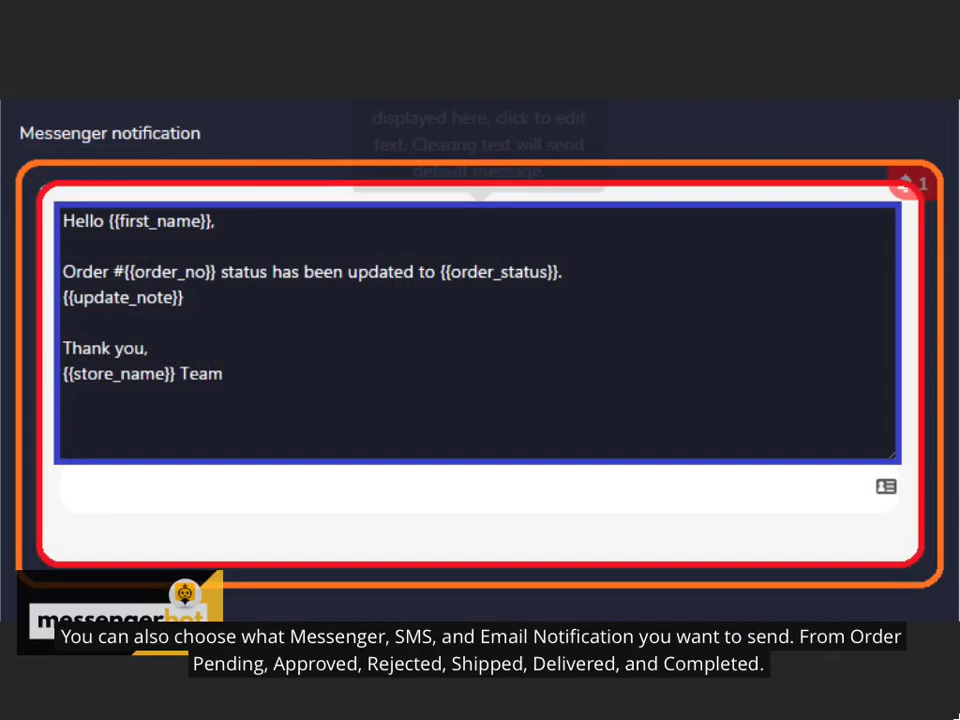 displayed here, click to edit
text. Clearing text will send
default message.
Messenger notification
1
Hello {{first_name}},
Order #{{order_no}} status has been updated to {{order_status}}.
{{update_note}}
Thank you,
{{store_name}} Team
messengerbot
You can also choose what Messenger, SMS, and Email Notification you want to send. From Order
Pending, Approved, Rejected, Shipped, Delivered, and Completed.